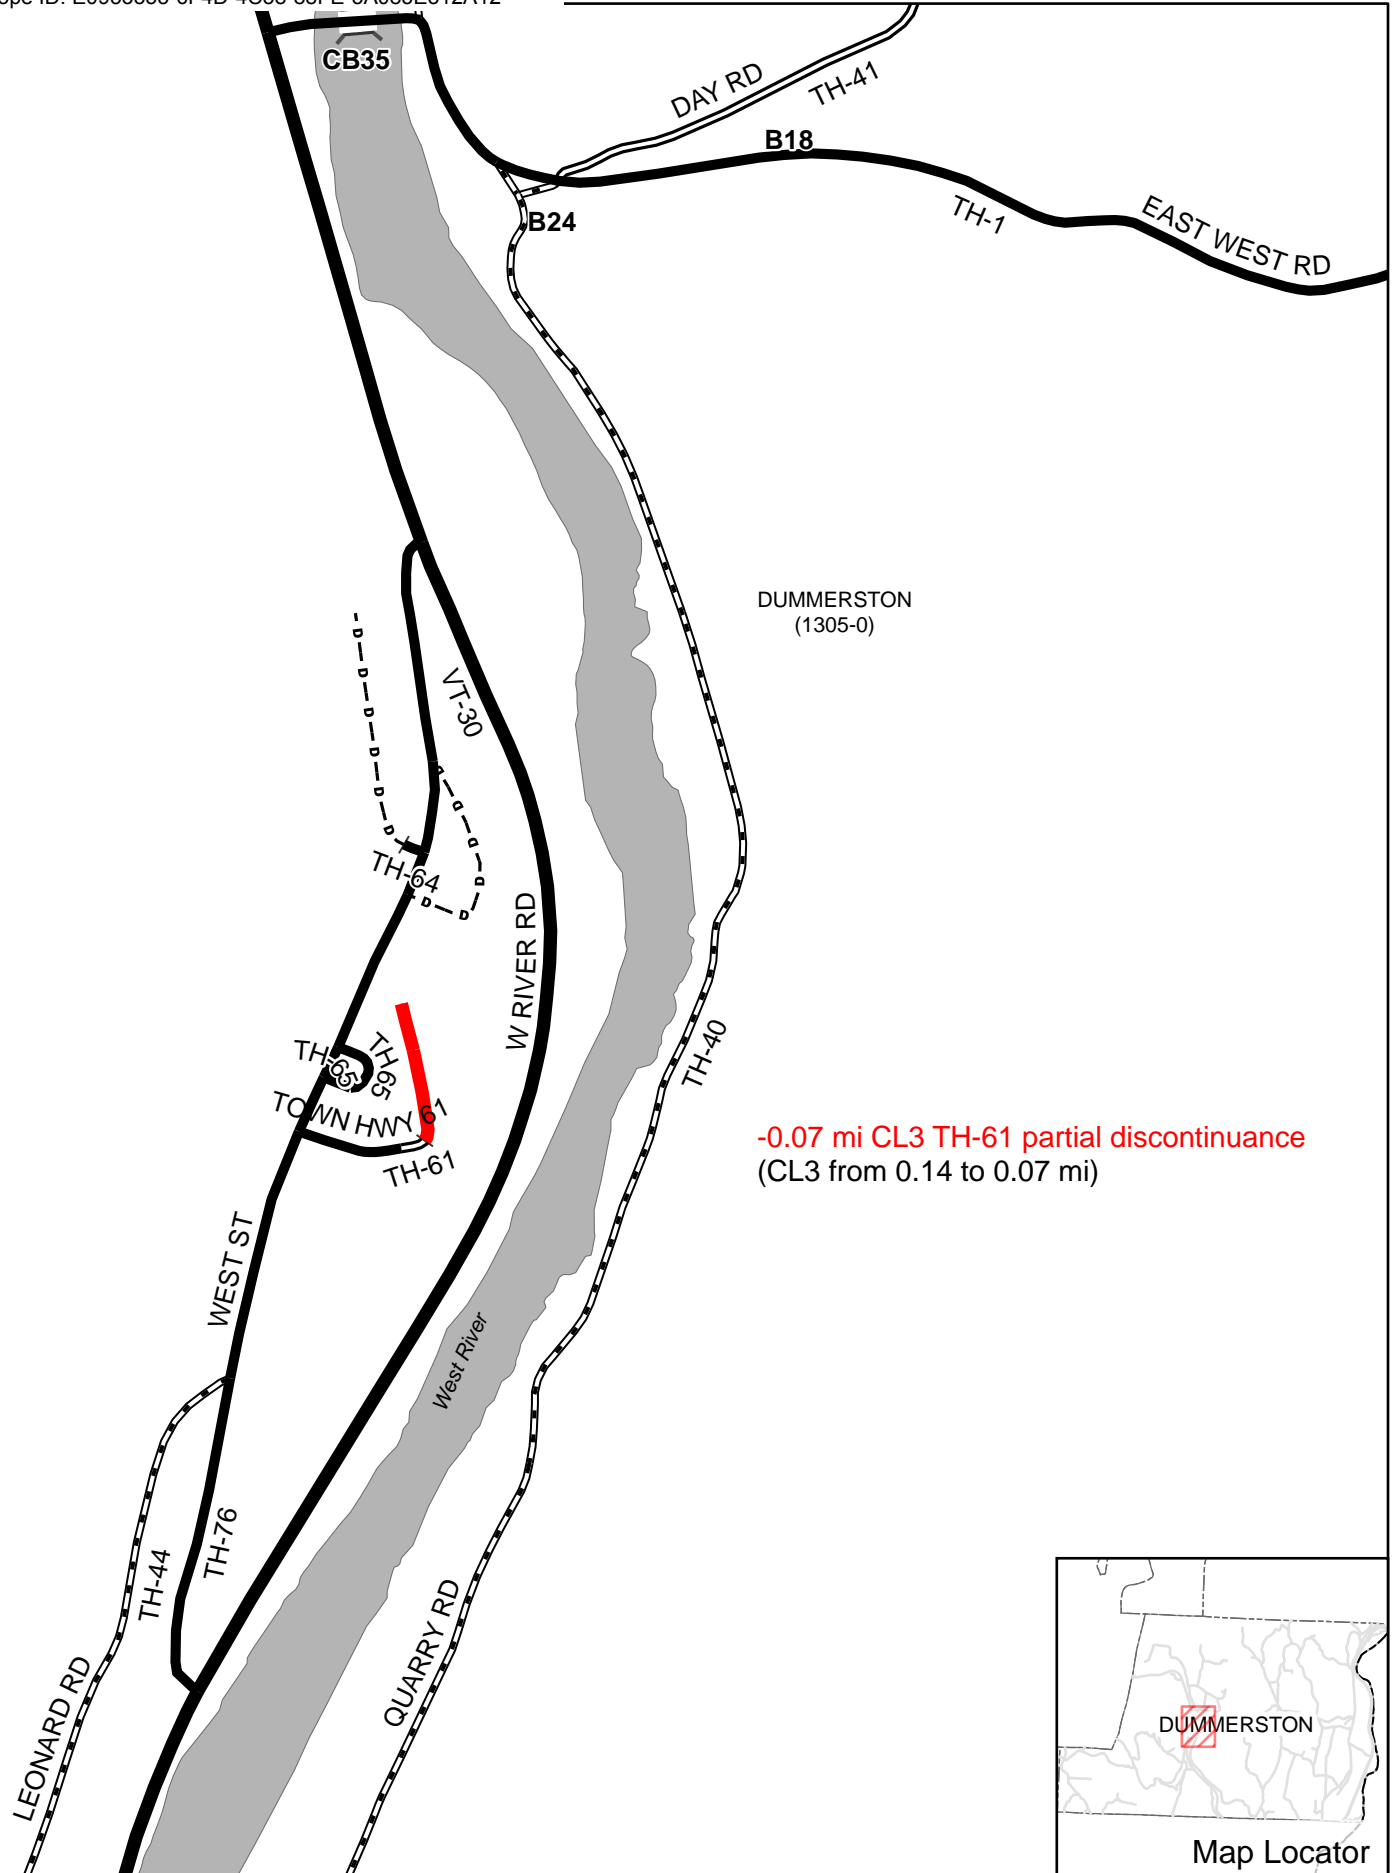 CB35
DAY RD
TH-41
B18
B24
TH-1
EAST WEST RD
DUMMERSTON
(1305-0)
VT-30
TH-64
W RIVER RD
TH-40
TH-65
TH 65
TOWN HWY 61
TH-61
-0.07 mi CL3 TH-61 partial discontinuance
(CL3 from 0.14 to 0.07 mi)
WEST ST
West River
TH-76
TH-44
QUARRY RD
LEONARD RD
D
D
D
D
D
D
D
D
D
D
D
D
D
DUMMERSTON
Map Locator